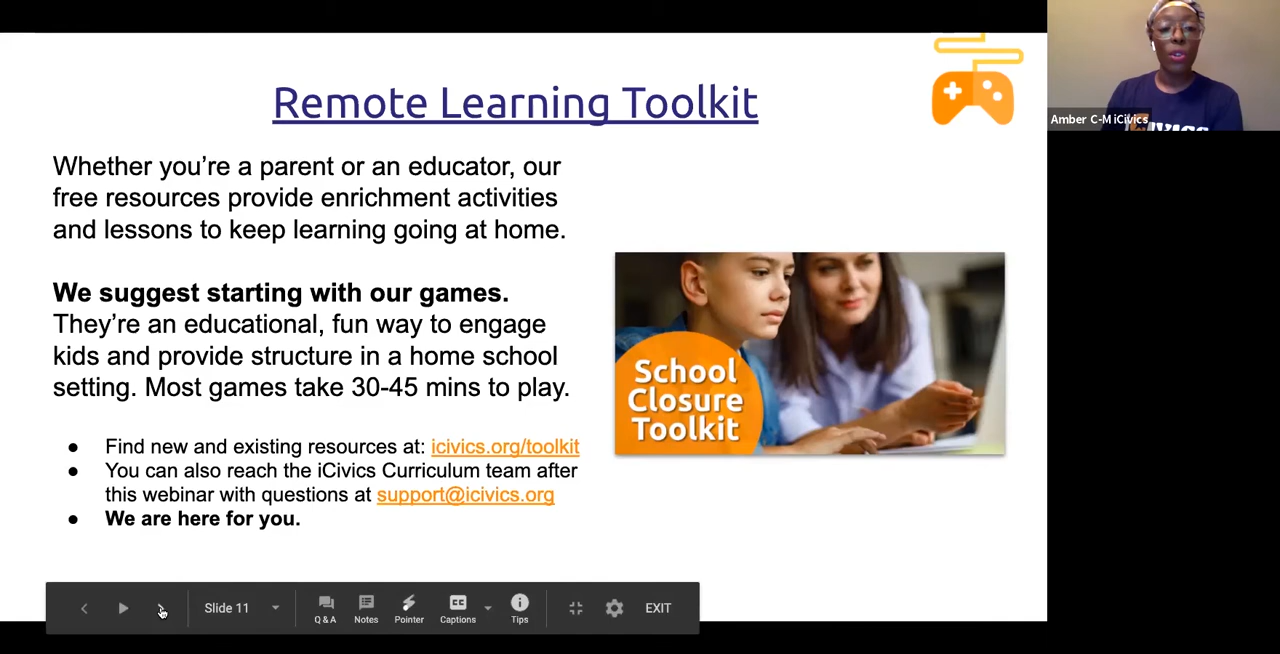 Remote Learning Toolkit
Whether you're a parent or an educator, our
free resources provide enrichment activities
and lessons to keep learning going at home.
We suggest starting with our games.
They're an educational, fun way to engage
kids and provide structure in a home school
setting. Most games take 30-45 mins to play.
● Find new and existing resources at: icivics.org/toolkit
● You can also reach the iCivics Curriculum team after
this webinar with questions at support@icivics.org
● We are here for you.
School
Closure
Toolkit
Amber C-M iCivics
Slide 11
Q & A
Notes
Pointer
CC
Captions
Tips
EXIT